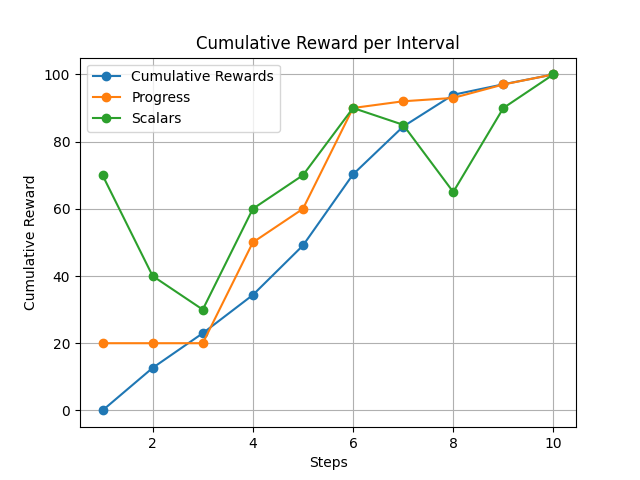 Cumulative Reward per Interval
Cumulative Rewards
Progress
Scalars
Cumulative Reward
100
80
60
40
20
0
2
4
6
8
10
Steps